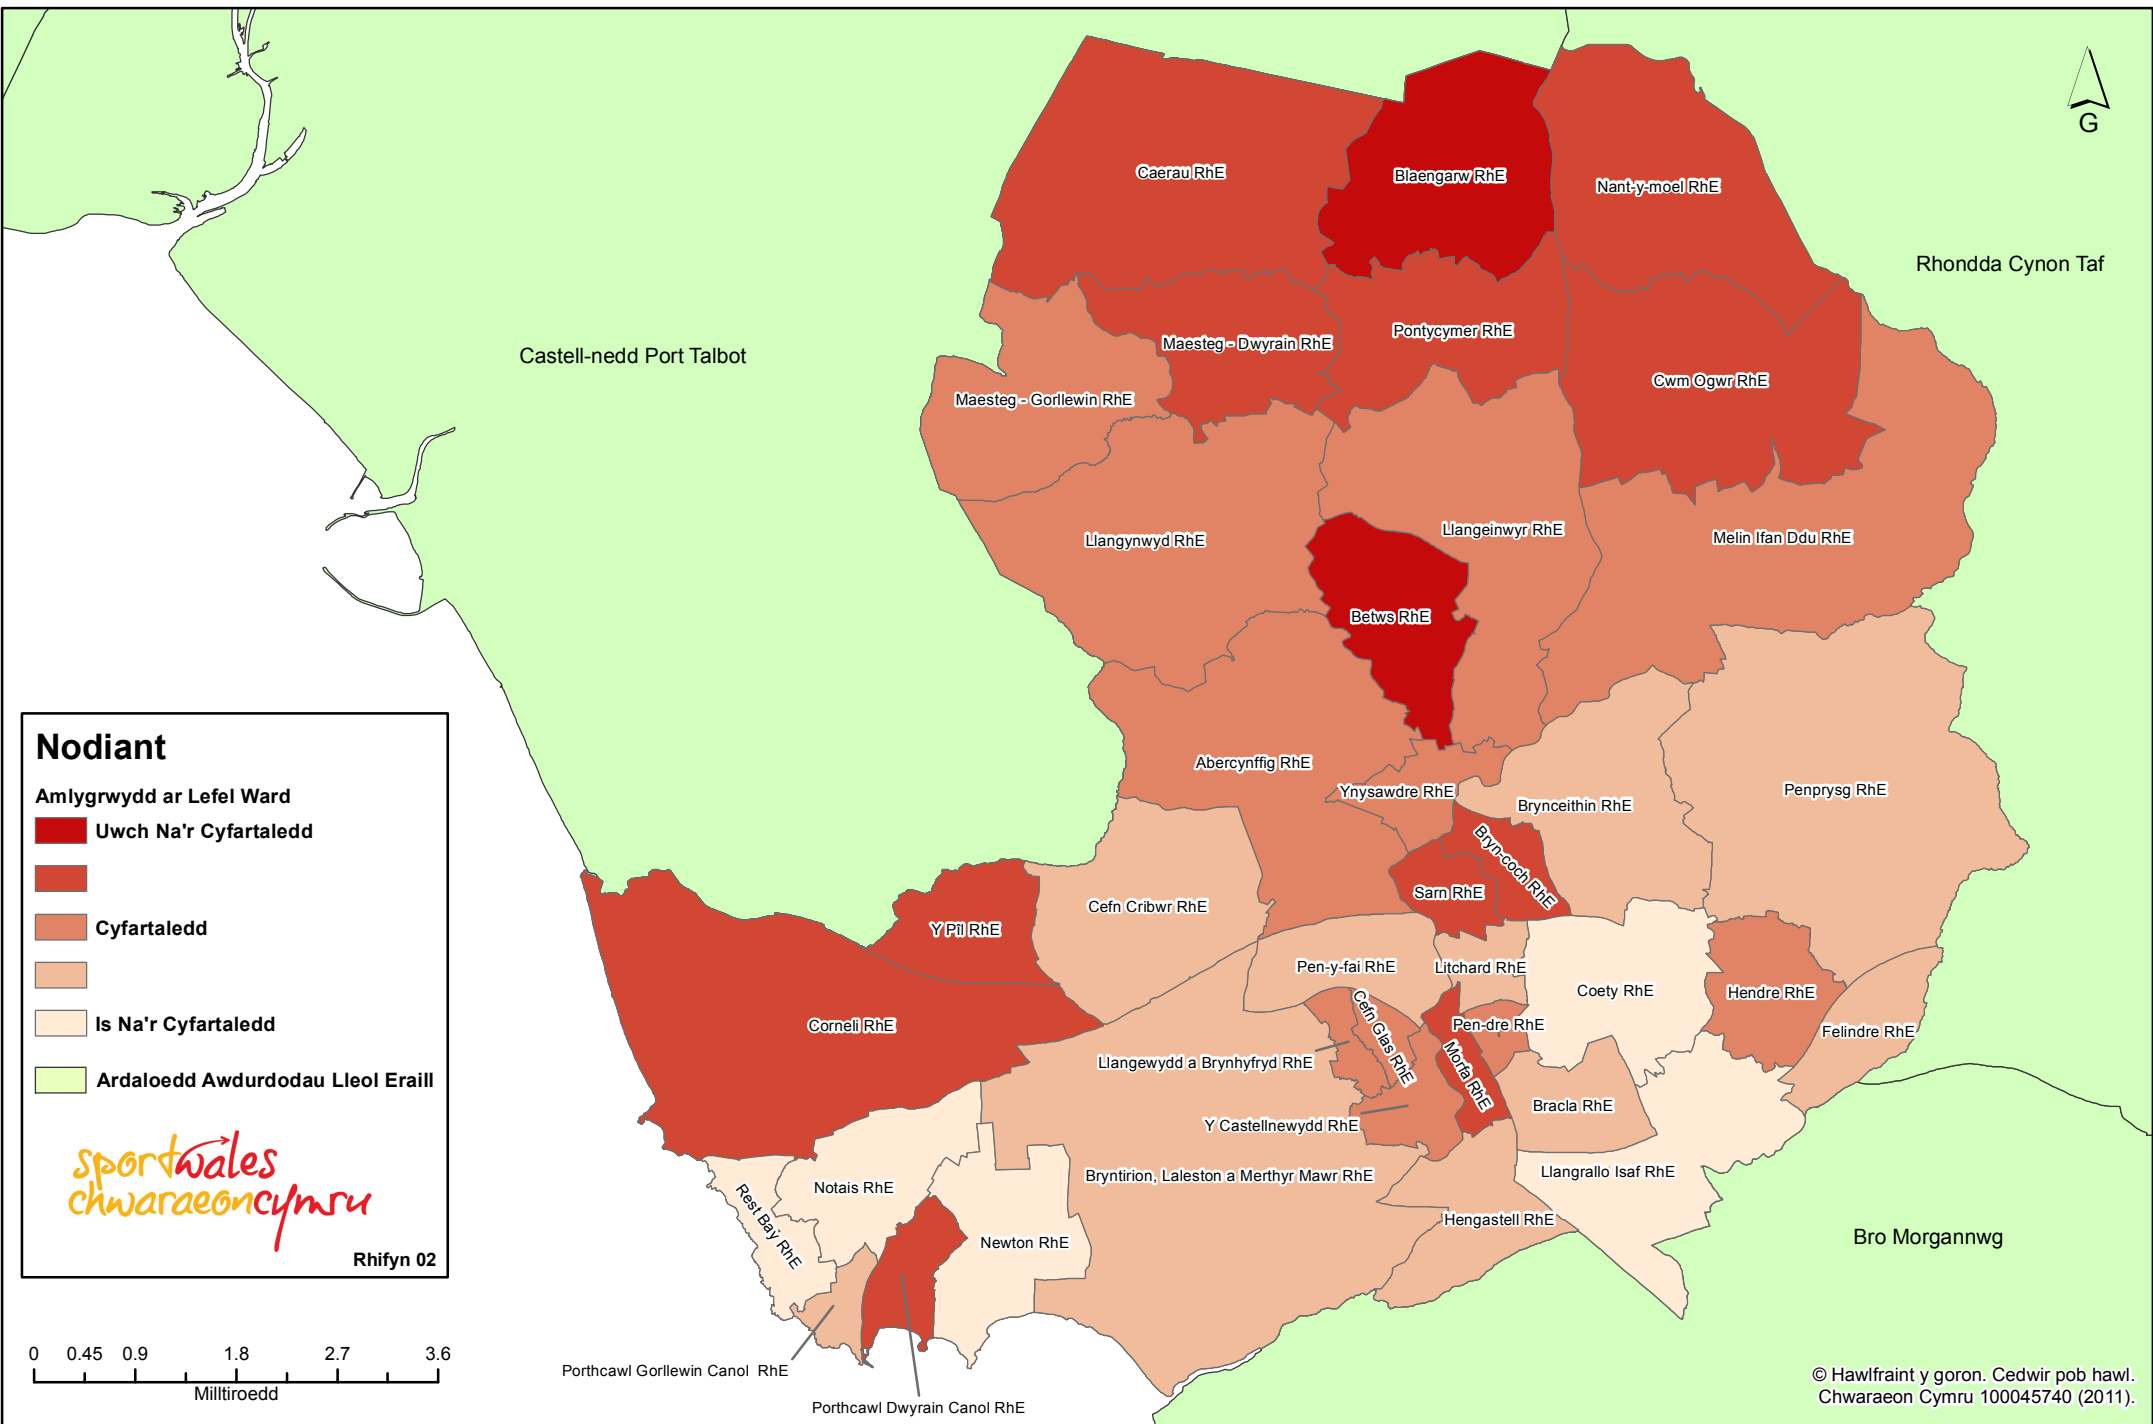 G
Rhondda Cynon Taf
Castell-nedd Port Talbot
Bro Morgannwg
Caerau RhE
Blaengarw RhE
Nant-y-moel RhE
Maesteg - Dwyrain RhE
Pontycymer RhE
Cwm Ogwr RhE
Maesteg - Gorllewin RhE
Llangynwyd RhE
Llangeinwyr RhE
Melin Ifan Ddu RhE
Betws RhE
Abercynffig RhE
Ynysawdre RhE
Brynceithin RhE
Penprysg RhE
Bryn-coch RhE
Sarn RhE
Cefn Cribwr RhE
Y Pîl RhE
Pen-y-fai RhE
Litchard RhE
Coety RhE
Hendre RhE
Corneli RhE
Cefn Glas RhE
Pen-dre RhE
Felindre RhE
Llangewydd a Brynhyfryd RhE
Morfa RhE
Bracla RhE
Y Castellnewydd RhE
Bryntirion, Laleston a Merthyr Mawr RhE
Llangrallo Isaf RhE
Notais RhE
Rest Bay RhE
Hengastell RhE
Newton RhE
Porthcawl Gorllewin Canol RhE
Porthcawl Dwyrain Canol RhE
Nodiant
Amlygrwydd ar Lefel Ward
Uwch Na'r Cyfartaledd
Cyfartaledd
Is Na'r Cyfartaledd
Ardaloedd Awdurdodau Lleol Eraill
sportwales
chwaraeoncymru
Rhifyn 02
0 0.45 0.9 1.8 2.7 3.6
Milltiroedd
© Hawlfraint y goron. Cedwir pob hawl.
Chwaraeon Cymru 100045740 (2011).